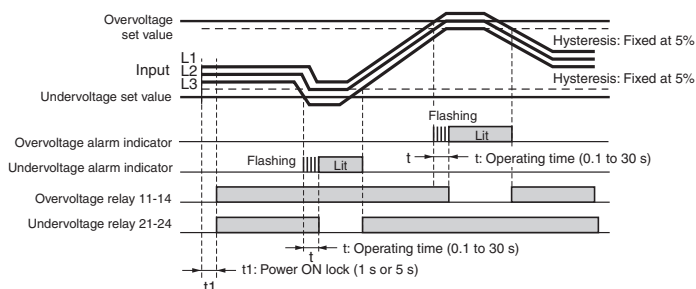 Overvoltage
set value
Hysteresis: Fixed at 5%
L1
Input L2
L3
Hysteresis: Fixed at 5%
Undervoltage set value
Flashing
Overvoltage alarm indicator
Lit
t
t: Operating time (0.1 to 30 s)
Undervoltage alarm indicator
Flashing
Lit
Overvoltage relay 11-14
Undervoltage relay 21-24
t
t: Operating time (0.1 to 30 s)
t1: Power ON lock (1 s or 5 s)
t1